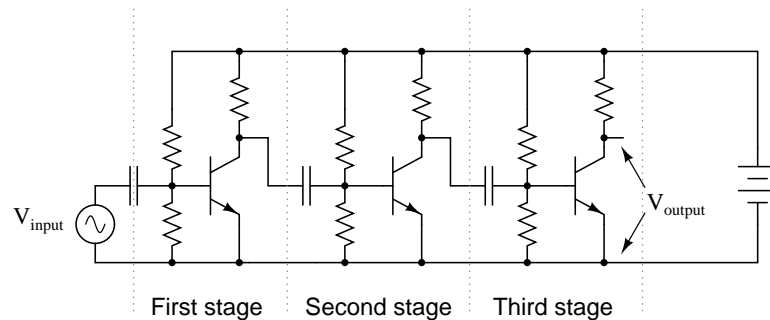 V_input
V_output
First stage
Second stage
Third stage